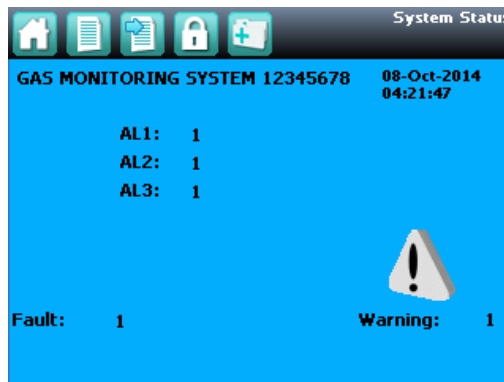 System Status
GAS MONITORING SYSTEM 12345678
08-Oct-2014
04:21:47
AL1: 1
AL2: 1
AL3: 1
Fault: 1
Warning: 1